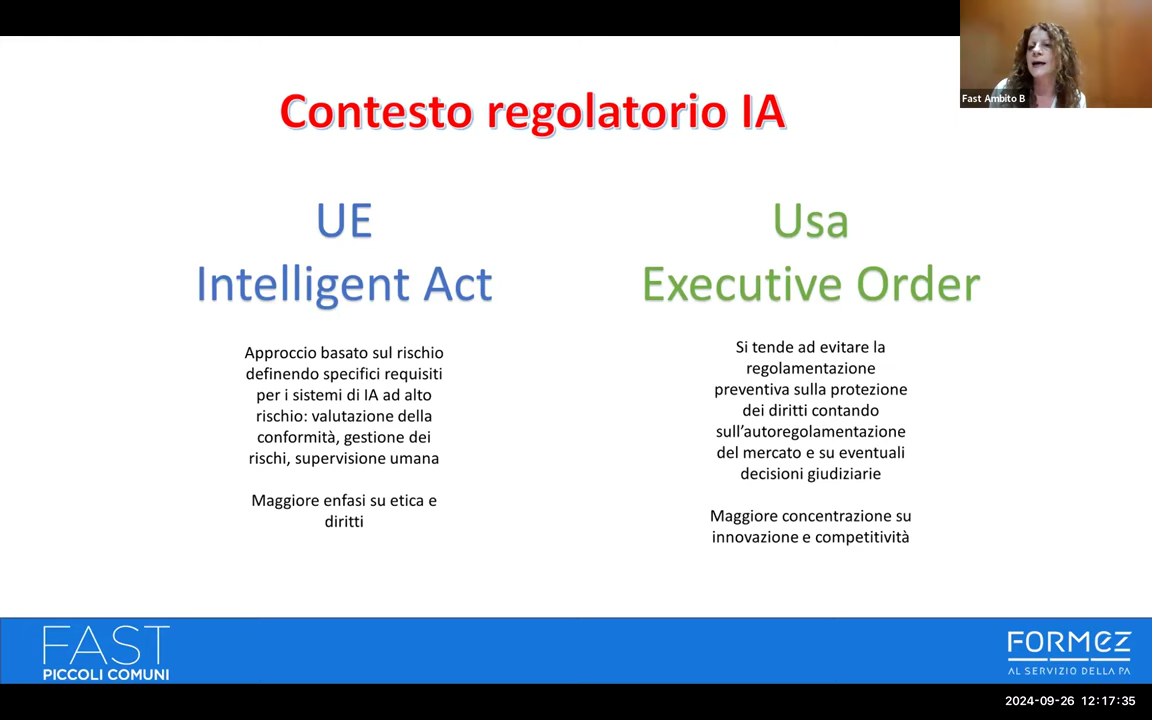 Fast Ambito B
Contesto regolatorio IA
UE
Intelligent Act
Approccio basato sul rischio
definendo specifici requisiti
per i sistemi di IA ad alto
rischio: valutazione della
conformità, gestione dei
rischi, supervisione umana
Maggiore enfasi su etica e
diritti
Usa
Executive Order
Si tende ad evitare la
regolamentazione
preventiva sulla protezione
dei diritti contando
sull’autoregolamentazione
del mercato e su eventuali
decisioni giudiziarie
Maggiore concentrazione su
innovazione e competitività
FAST
PICCOLI COMUNI
FORMEZ
AL SERVIZIO DELLA PA
2024-09-26 12:17:35